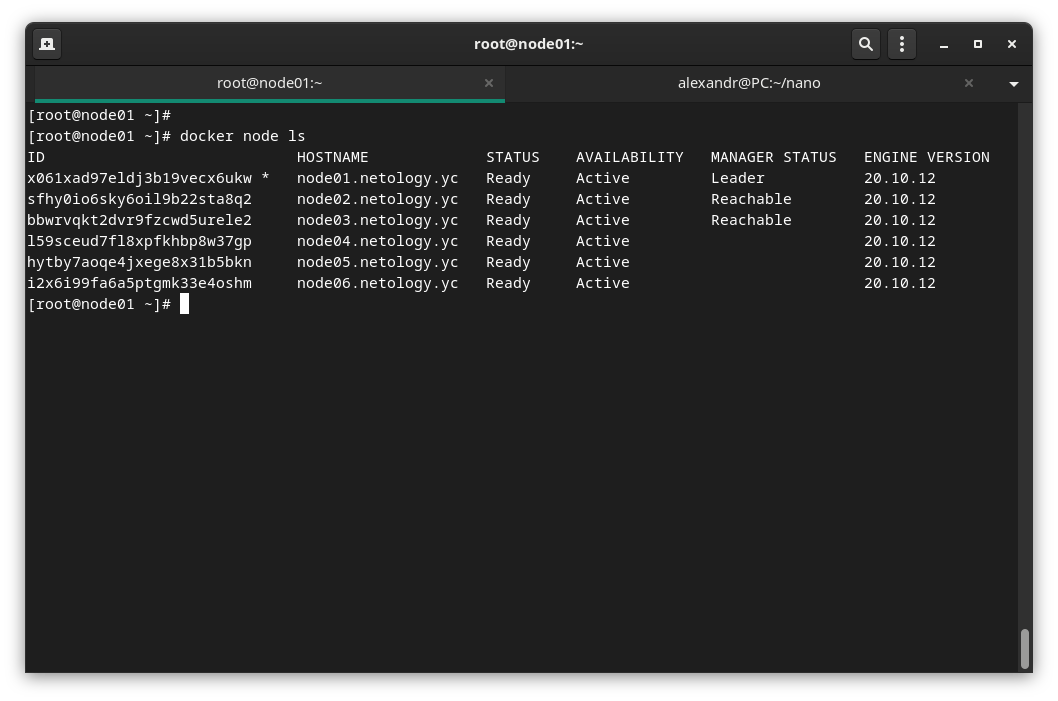 root@node01:~
root@node01:~
alexandr@PC:~/nano
[root@node01 ~]#
[root@node01 ~]# docker node ls
ID                            HOSTNAME             STATUS    AVAILABILITY   MANAGER STATUS   ENGINE VERSION
x061xad97eldj3b19vecx6ukw *   node01.netology.yc   Ready     Active         Leader           20.10.12
sfhy0io6sky6oil9b22sta8q2     node02.netology.yc   Ready     Active         Reachable        20.10.12
bbwrvqkt2dvr9fzcwd5urele2     node03.netology.yc   Ready     Active         Reachable        20.10.12
l59sceud7fl8xpfkhbp8w37gp     node04.netology.yc   Ready     Active                          20.10.12
hytby7aoqe4jxege8x31b5bkn     node05.netology.yc   Ready     Active                          20.10.12
i2x6i99fa6a5ptgmk33e4oshm     node06.netology.yc   Ready     Active                          20.10.12
[root@node01 ~]#